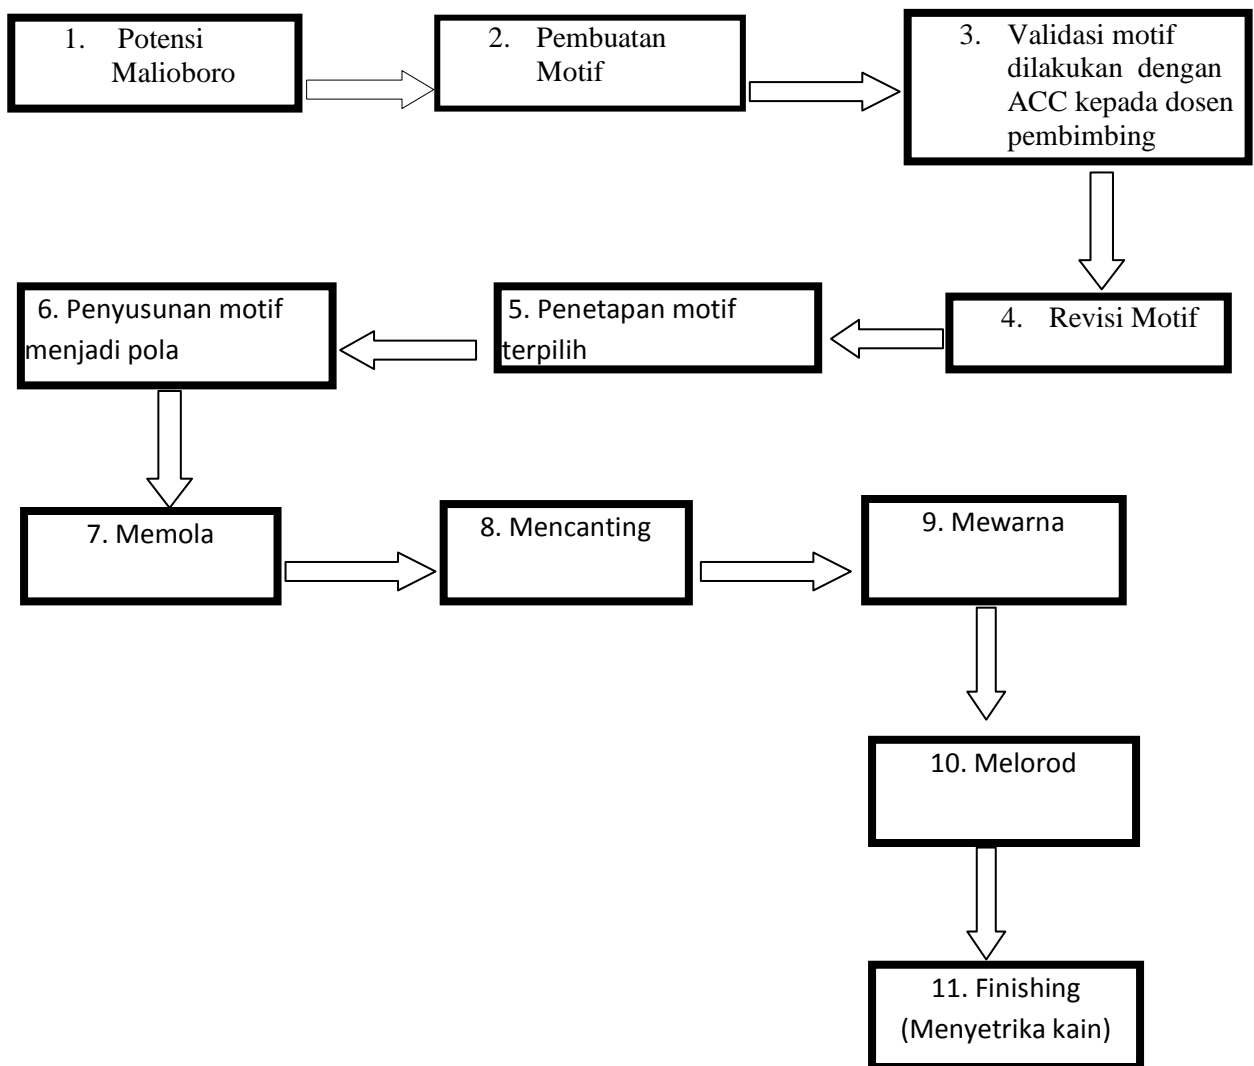 1. Potensi
Malioboro
2. Pembuatan
Motif
3. Validasi motif
dilakukan dengan
ACC kepada dosen
pembimbing
4. Revisi Motif
5. Penetapan motif
terpilih
6. Penyusunan motif
menjadi pola
7. Memola
8. Mencanting
9. Mewarna
10. Melorod
11. Finishing
(Menyetrika kain)